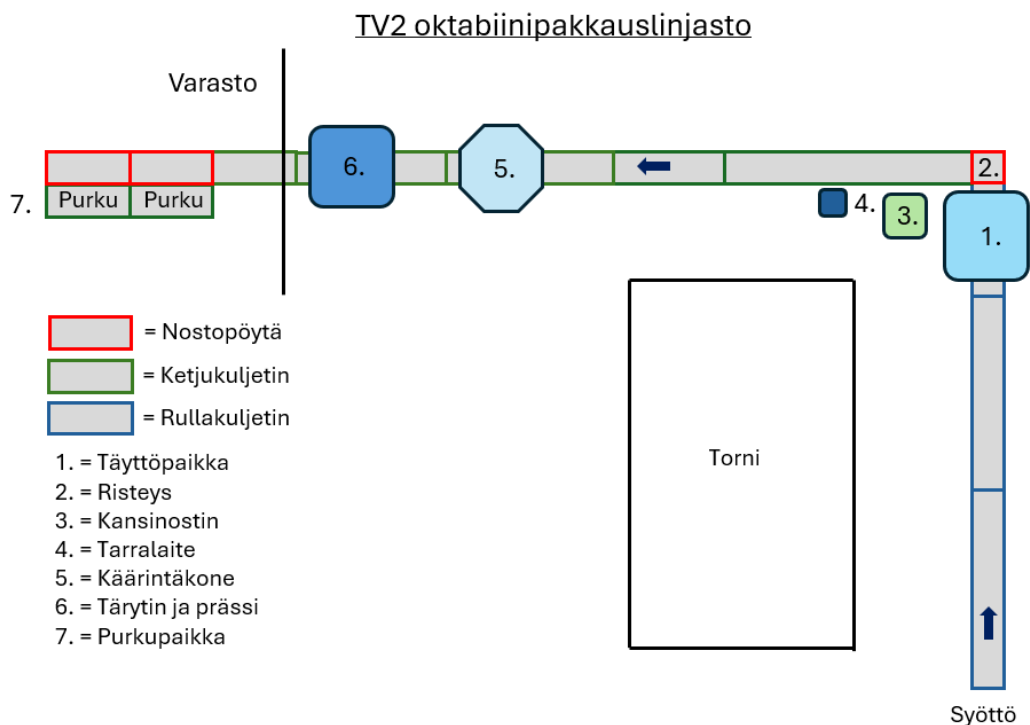 TV2 oktabiinipakkauslinjasto
Varasto
6.
5.
2.
7.
Purku
Purku
4.
3.
1.
= Nostopöytä
= Ketjukuljetin
= Rullakuljetin
1. = Täyttöpaikka
2. = Risteys
3. = Kansinostin
4. = Tarralaite
5. = Käärintäkone
6. = Tärytin ja prässi
7. = Purkupaikka
Torni
Syöttö